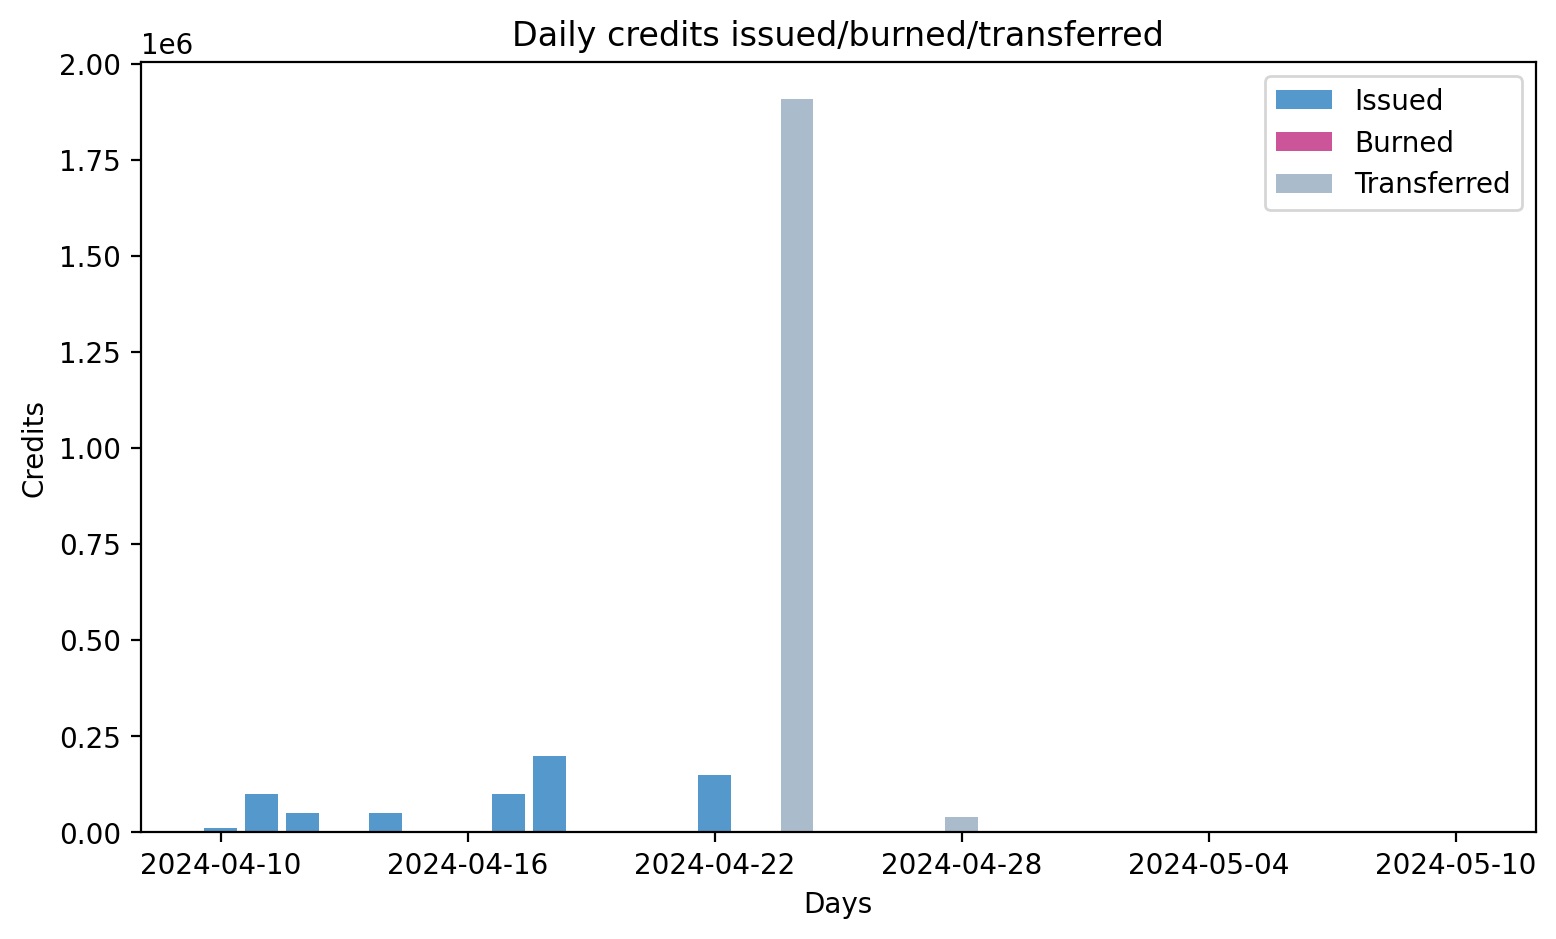 Daily credits issued/burned/transferred
1e6
2.00
1.75
1.50
1.25
1.00
0.75
0.50
0.25
0.00
Credits
Issued
Burned
Transferred
2024-04-10 2024-04-16 2024-04-22 2024-04-28 2024-05-04 2024-05-10
Days